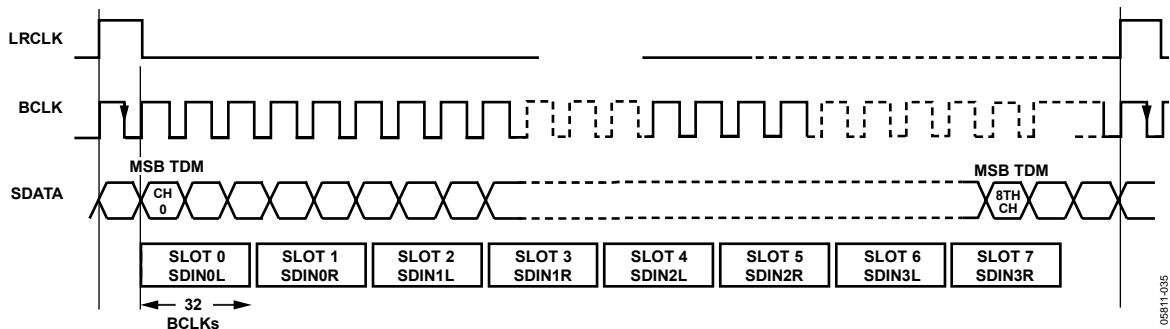 LRCLK
BCLK
MSB TDM
MSB TDM
SDATA
CH
0
8TH
CH
SLOT 0
SDIN0L
SLOT 1
SDIN0R
SLOT 2
SDIN1L
SLOT 3
SDIN1R
SLOT 4
SDIN2L
SLOT 5
SDIN2R
SLOT 6
SDIN3L
SLOT 7
SDIN3R
32
BCLKs
05811-035